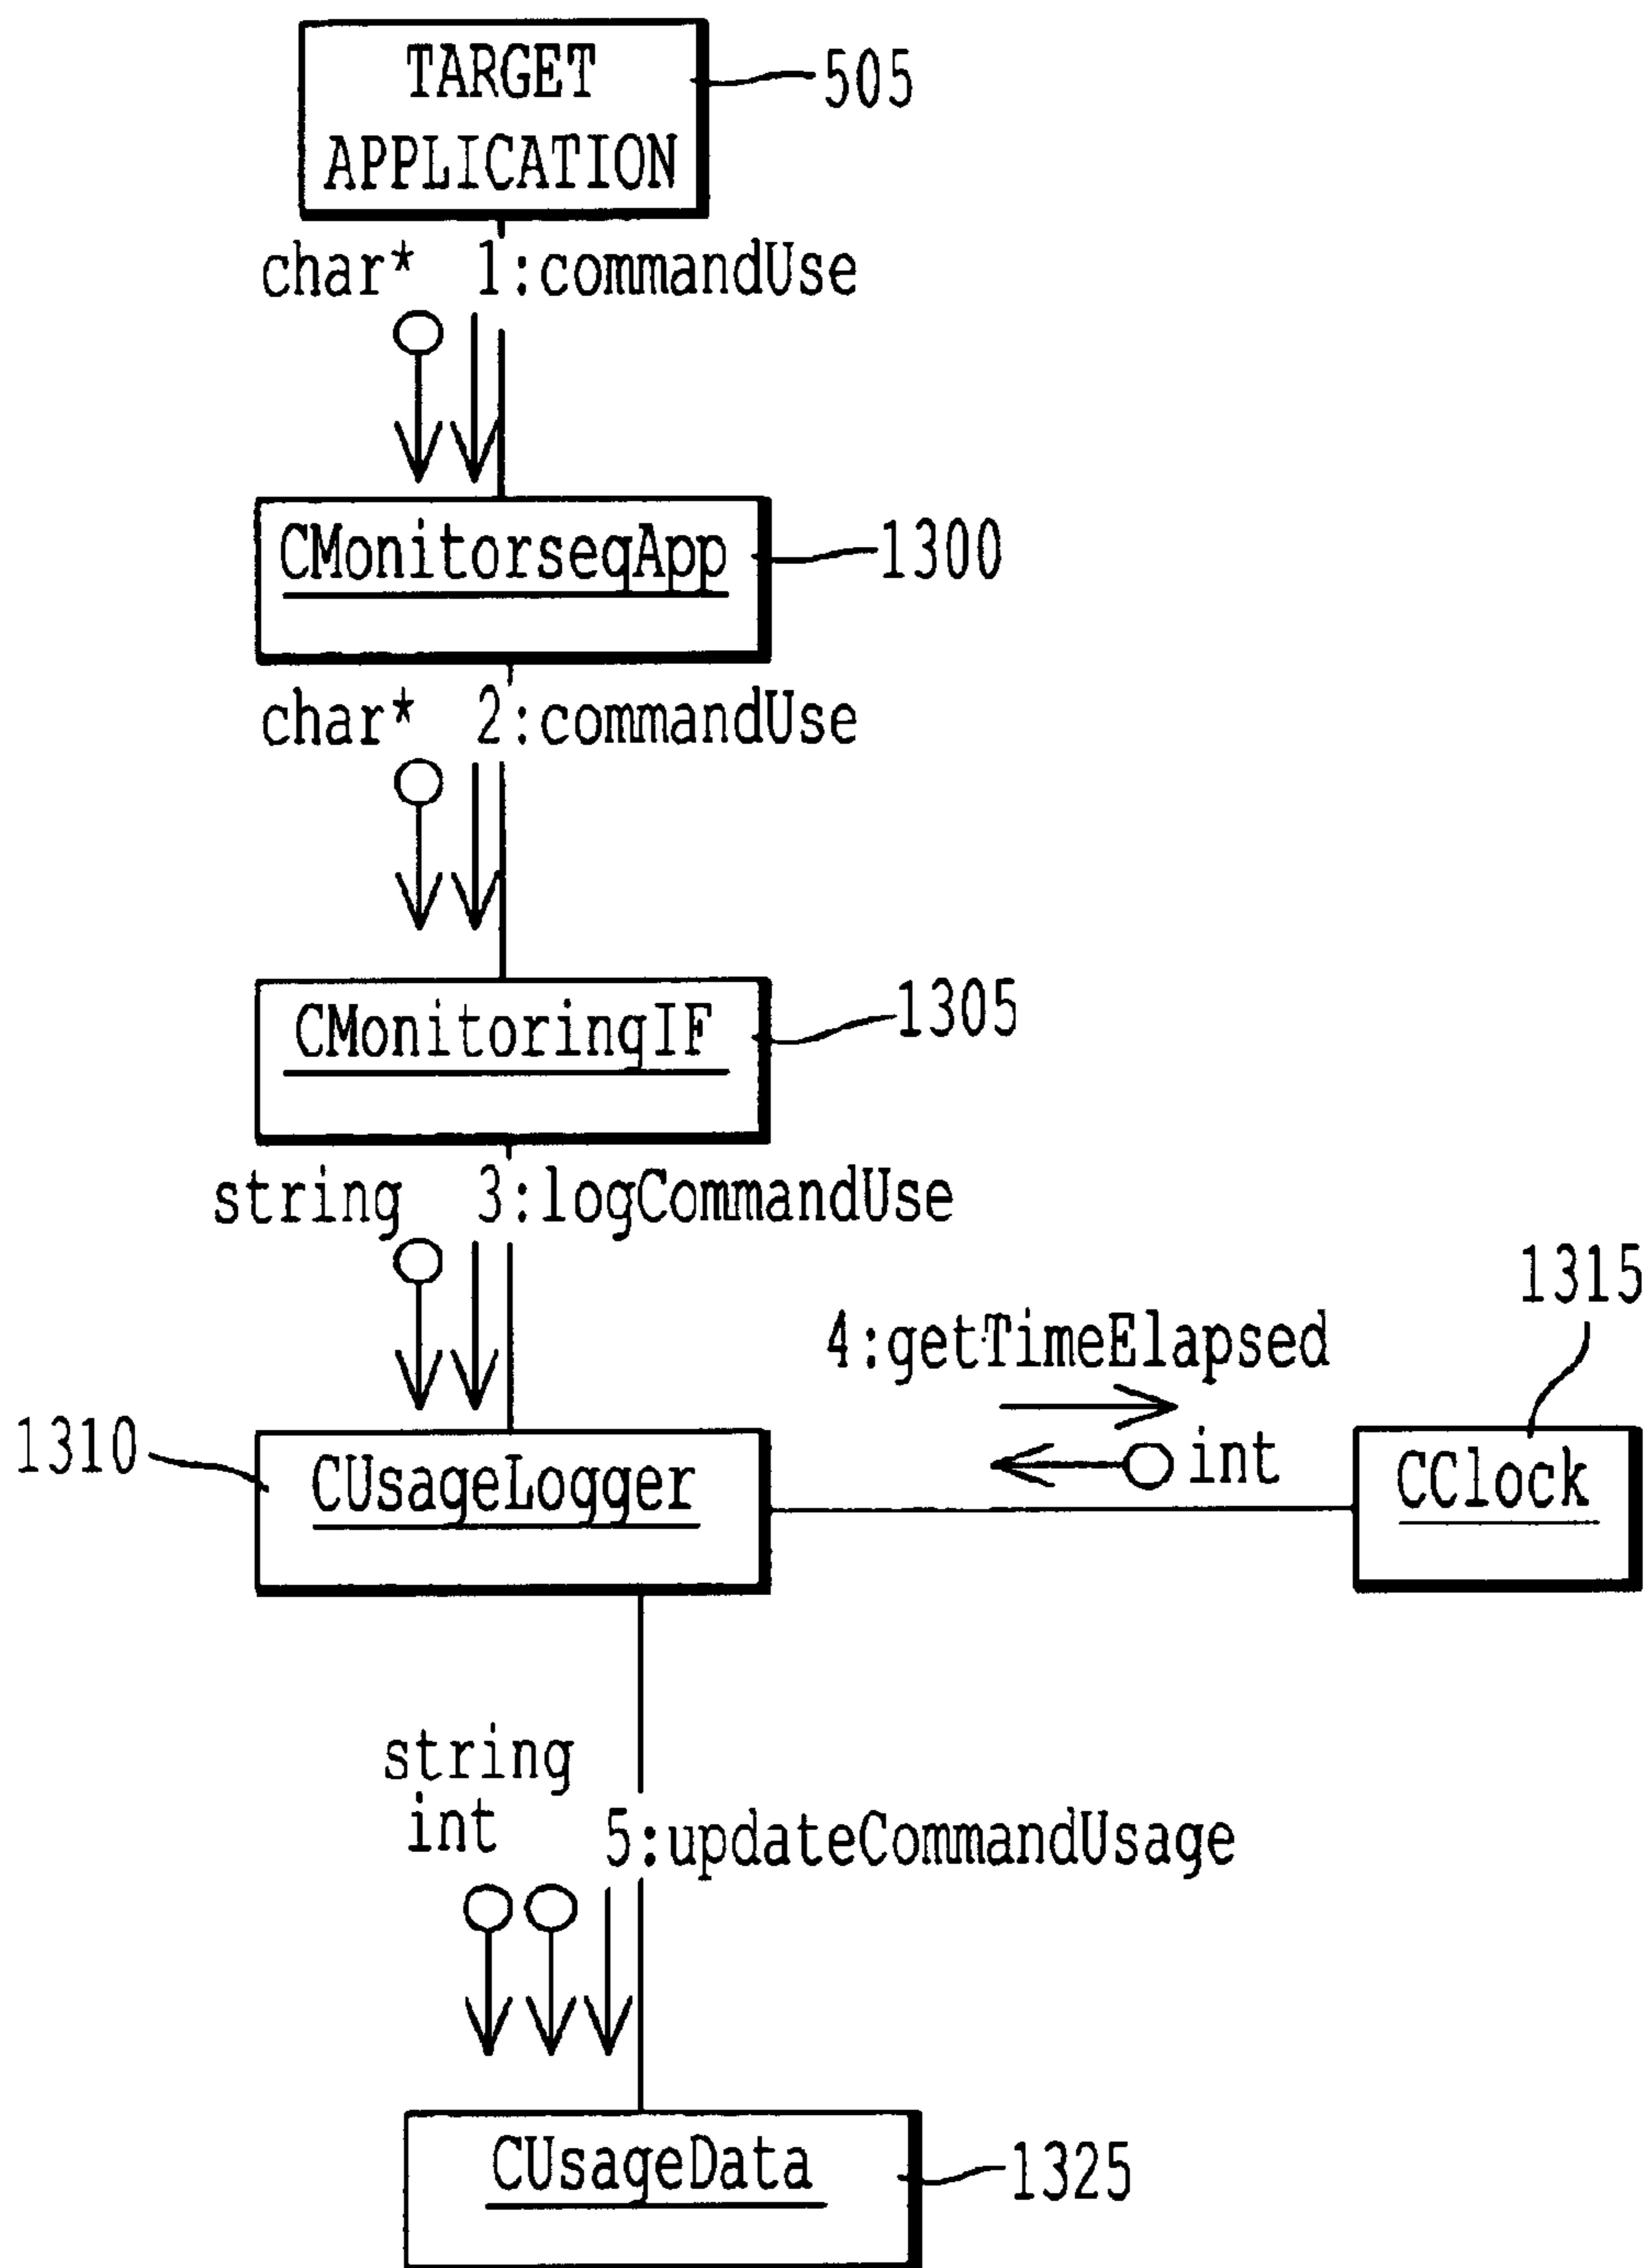 TARGET
APPLICATION
505
char* 1:commandUse
CMonitorseqApp
1300
char* 2:commandUse
CMonitoringIF
1305
string 3:logCommandUse
1315
4:getTimeElapsed
int
1310
CUsageLogger
CClock
string
int
5:updateCommandUsage
CUsageData
1325